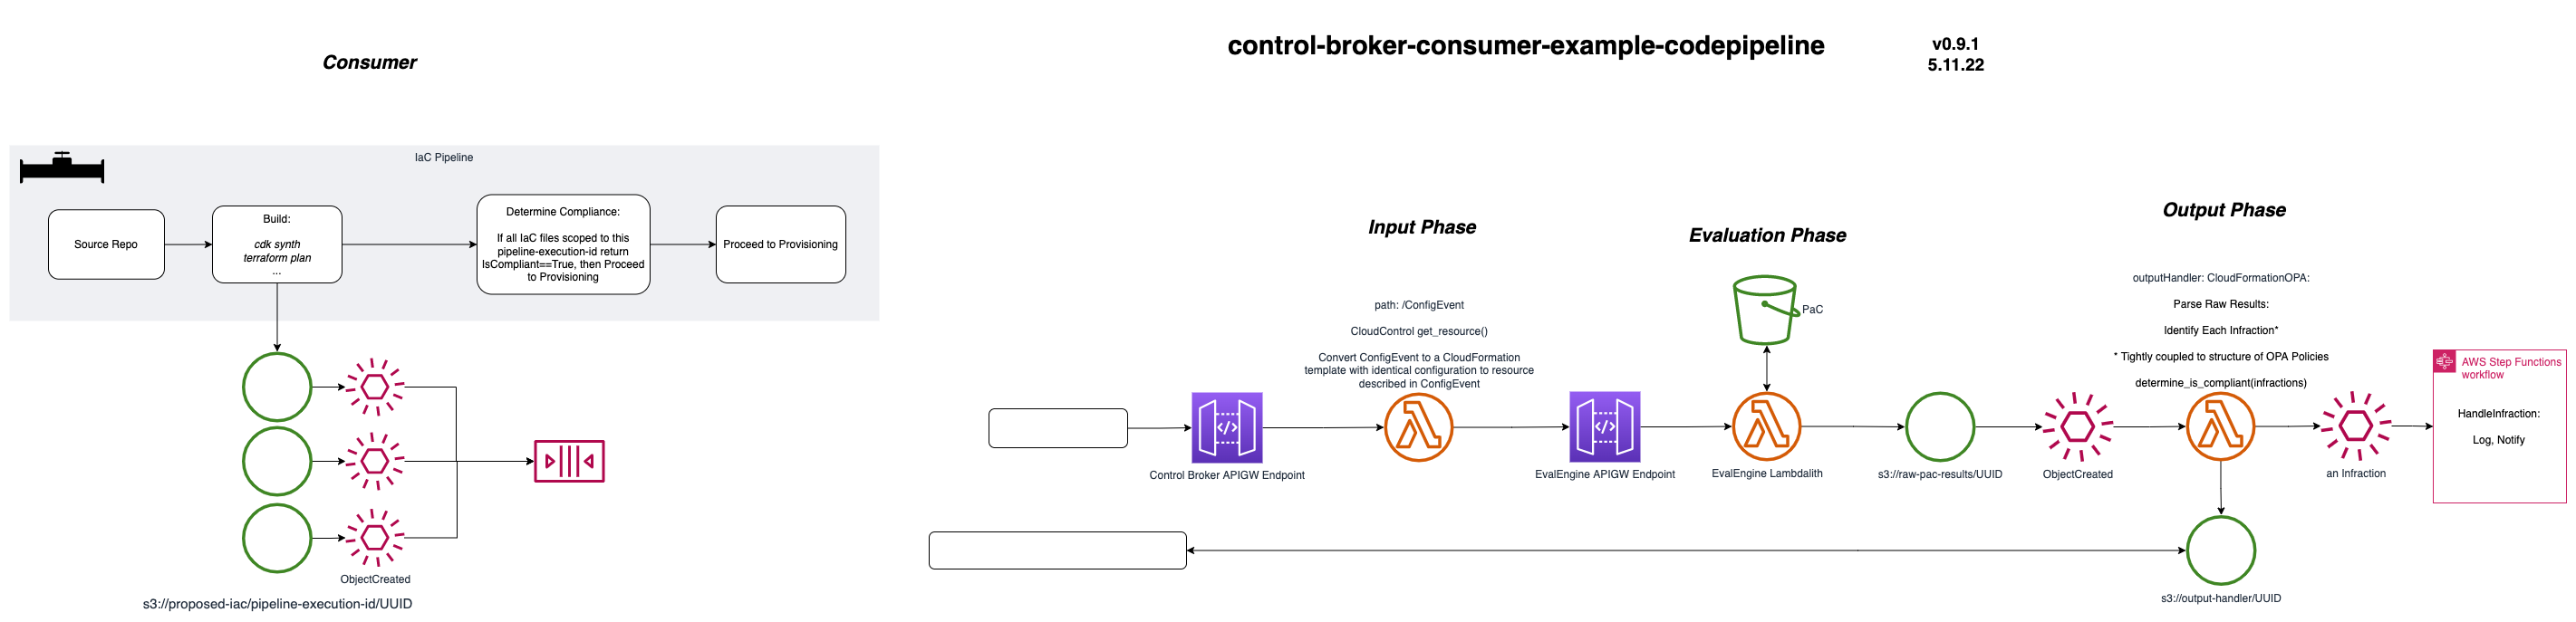 control-broker-consumer-example-codepipeline
v0.9.1
5.11.22
Consumer
IaC Pipeline
Source Repo
Build:
cdk synth
terraform plan
...
Determine Compliance:
If all IaC files scoped to this
pipeline-execution-id return
IsCompliant==True, then Proceed
to Provisioning
Proceed to Provisioning
ObjectCreated
s3://proposed-iac/pipeline-execution-id/UUID
Input Phase
path: /ConfigEvent
CloudControl get_resource()
Convert ConfigEvent to a CloudFormation
template with identical configuration to resource
described in ConfigEvent
Control Broker APIGW Endpoint
Evaluation Phase
PaC
EvalEngine APIGW Endpoint
EvalEngine Lambdalith
s3://raw-pac-results/UUID
Output Phase
outputHandler: CloudFormationOPA:
Parse Raw Results:
Identify Each Infraction*
* Tightly coupled to structure of OPA Policies
determine_is_compliant(infractions)
ObjectCreated
an Infraction
AWS Step Functions
workflow
HandleInfraction:
Log, Notify
s3://output-handler/UUID